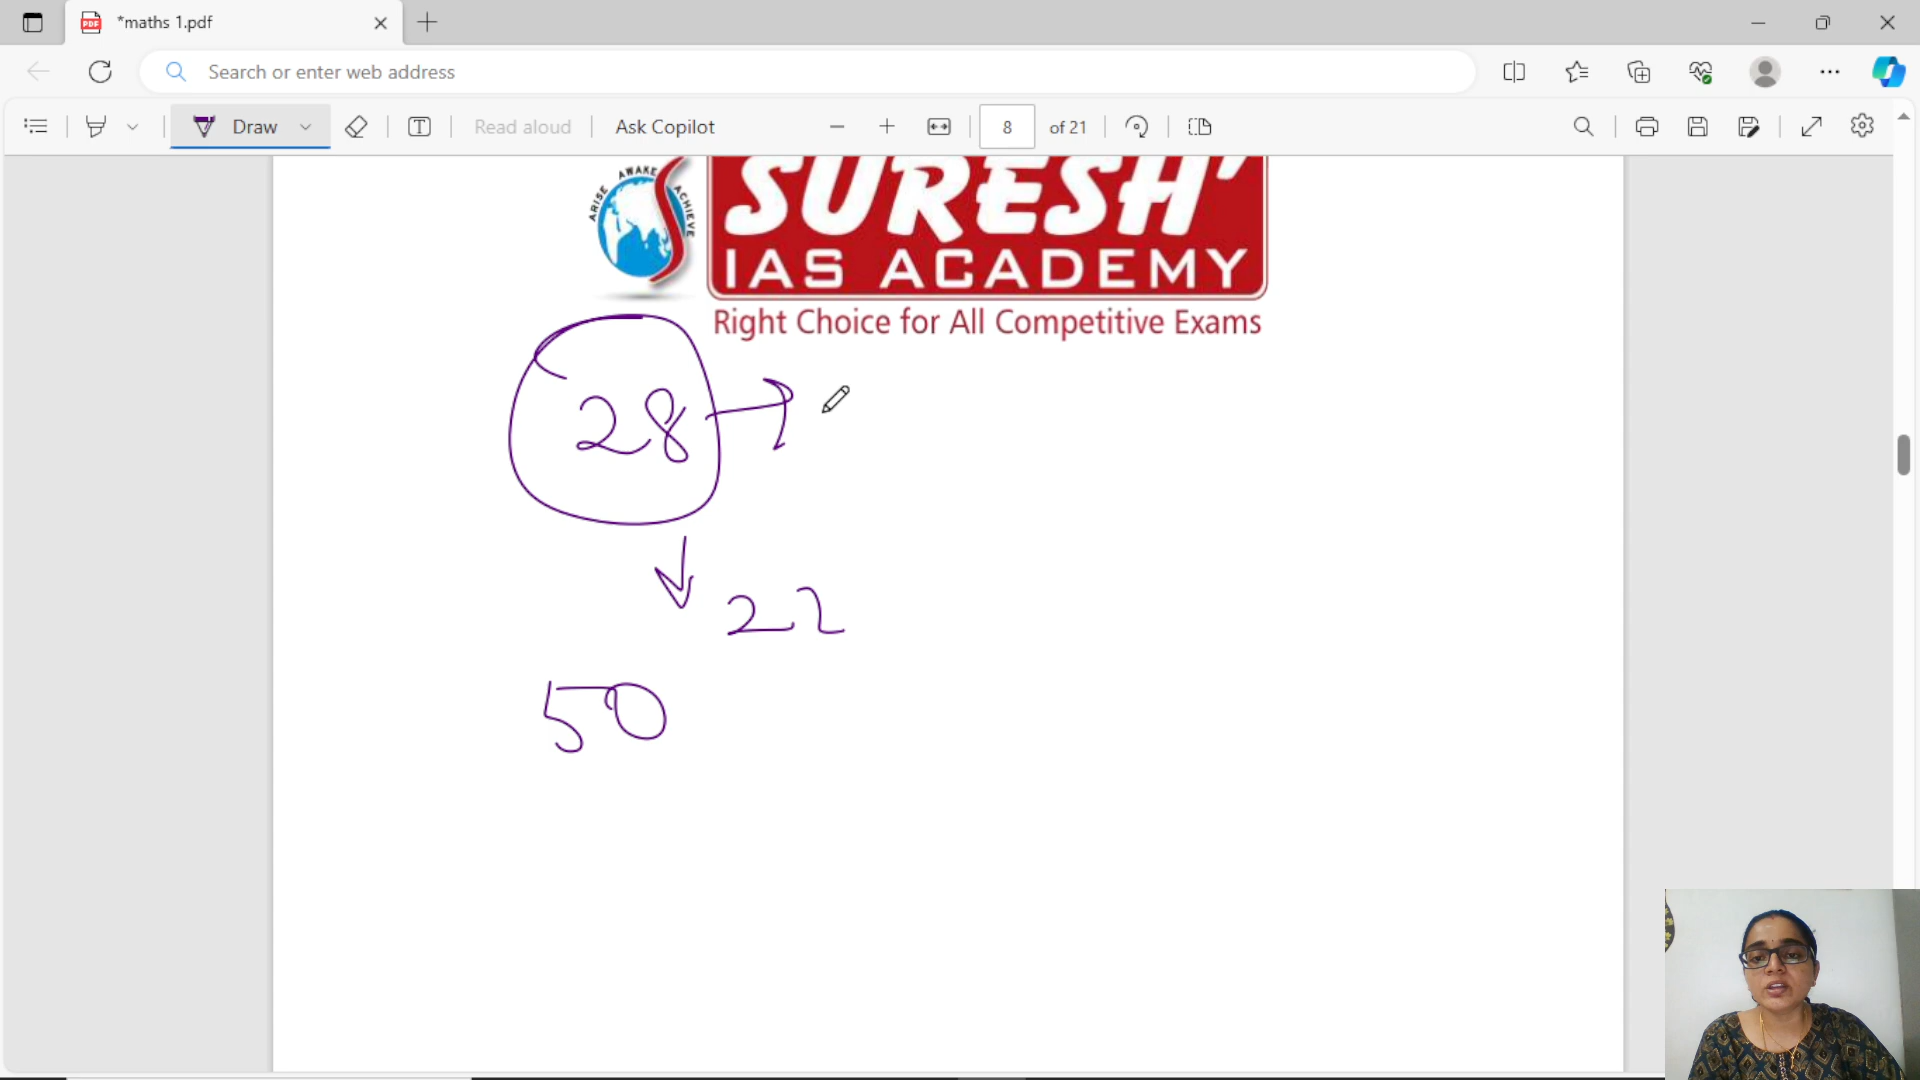 *maths 1.pdf
Search or enter web address
Draw
Read aloud
Ask Copilot
8
of 21
ARISE AWAKE ACHIEVE
SURESH'
IAS ACADEMY
Right Choice for All Competitive Exams
28
22
50